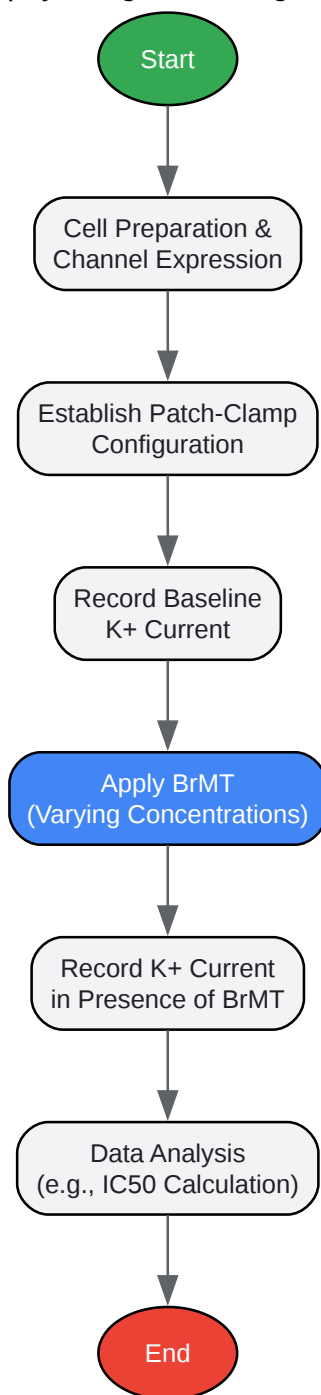 Start
Cell Preparation &
Channel Expression
Establish Patch-Clamp
Configuration
Record Baseline
K+ Current
Apply BrMT
(Varying Concentrations)
Record K+ Current
in Presence of BrMT
Data Analysis
(e.g., IC50 Calculation)
End